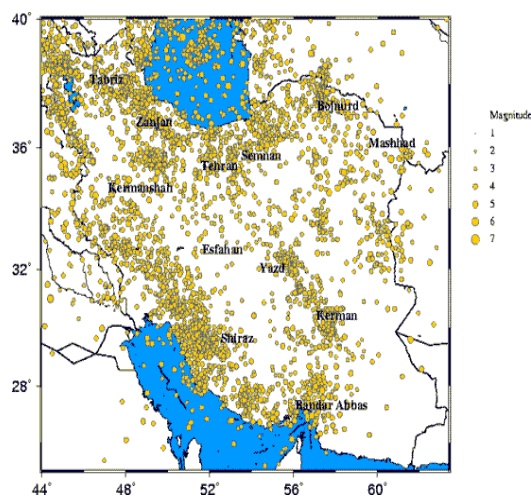 40°
Tabriz
Bojnurd
Magnitude
1
Zanjan
36°
Mashhad
2
Semnan
Tehran
3
Kermanshah
4
5
6
Esfahan
7
32°
Yazd
Kerman
Shiraz
28°
Bandar Abbas
44°
48°
52°
56°
60°